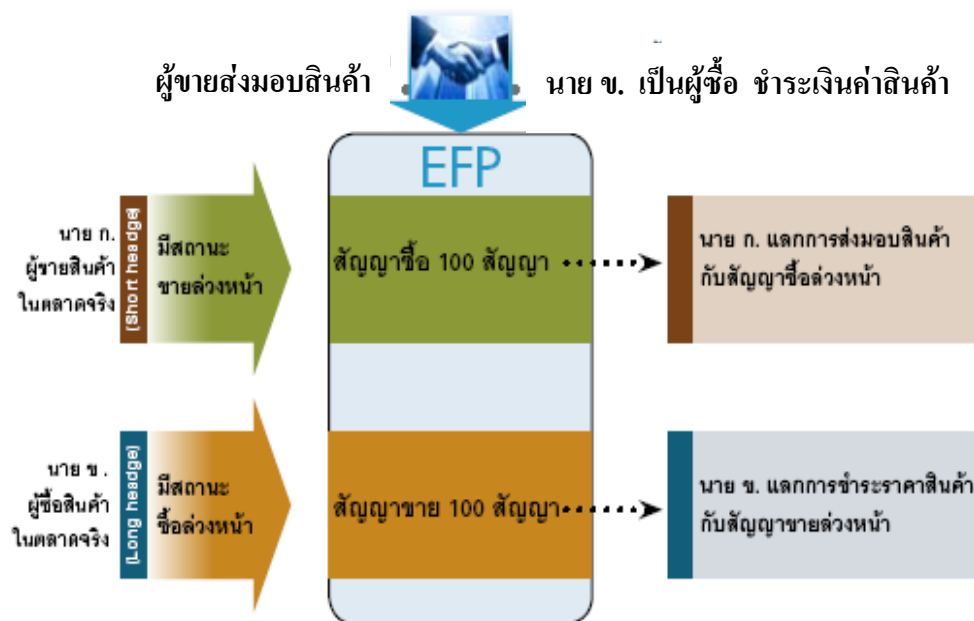 ผู้ขายส่งมอบสินค้า
นาย ข. เป็นผู้ซื้อ ชำระเงินค่าสินค้า
EFP
นาย ก.
ผู้ขายสินค้า
ในตลาดจริง
(Short headge)
มีสถานะ
ขายล่วงหน้า
สัญญาซื้อ 100 สัญญา
นาย ก. แลกการส่งมอบสินค้า
กับสัญญาซื้อล่วงหน้า
นาย ข .
ผู้ซื้อสินค้า
ในตลาดจริง
(Long headge)
มีสถานะ
ซื้อล่วงหน้า
สัญญาขาย 100 สัญญา
นาย ข. แลกการชำระราคาสินค้า
กับสัญญาขายล่วงหน้า